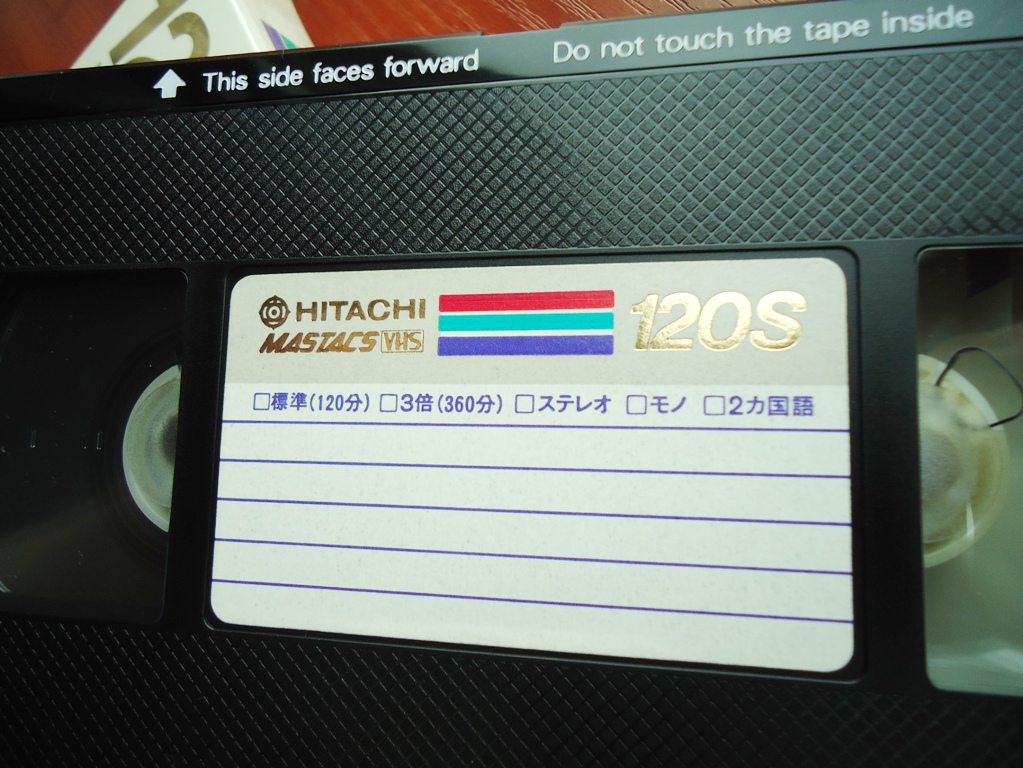 This side faces forward
Do not touch the tape inside
HITACHI
MASTACS VHS
120S
□標準(120分) □3倍(360分) □ステレオ □モノ □2カ国語